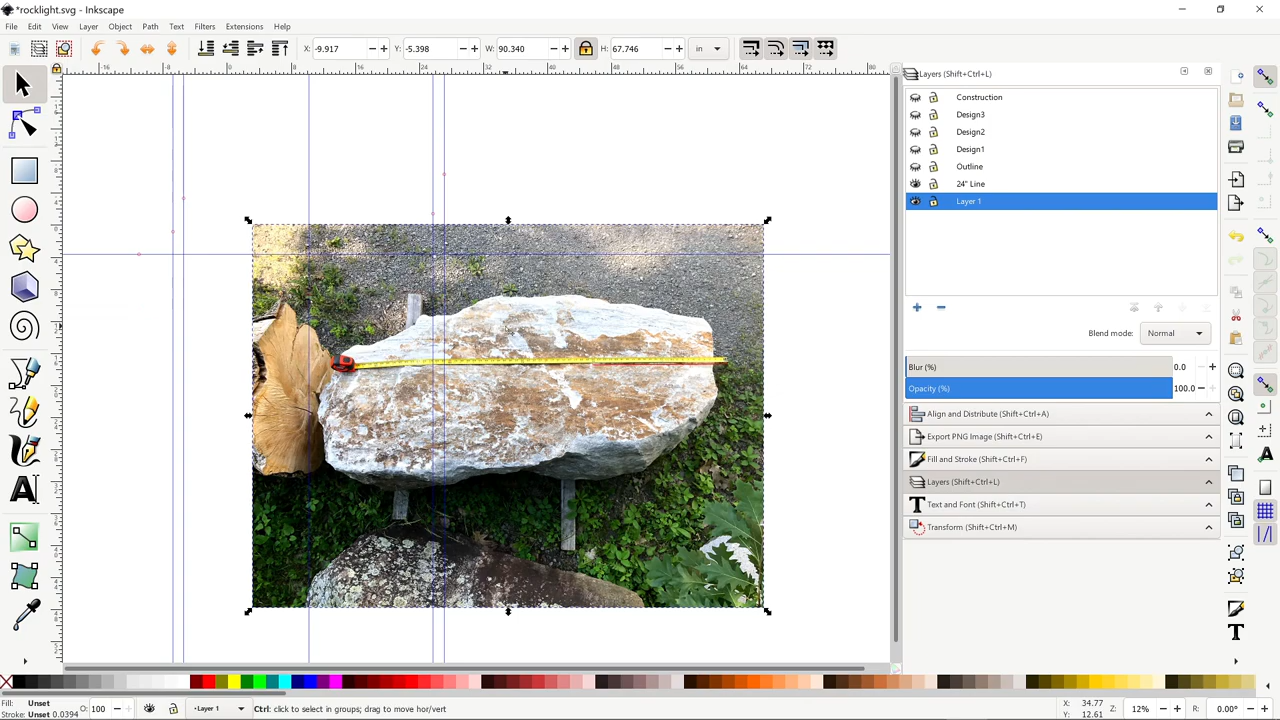 *rocklight.svg - Inkscape
File Edit View Layer Object Path Text Filters Extensions Help
X: -9.917 Y: -5.398 W: 90.340 H: 67.746 in
Layers (Shift+Ctrl+L)
Construction
Design3
Design2
Design1
Outline
24" Line
Layer 1
Blend mode: Normal
Blur (%) 0.0
Opacity (%) 100.0
Align and Distribute (Shift+Ctrl+A)
Export PNG Image (Shift+Ctrl+E)
Fill and Stroke (Shift+Ctrl+F)
Layers (Shift+Ctrl+L)
Text and Font (Shift+Ctrl+T)
Transform (Shift+Ctrl+M)
Fill: Unset
Stroke: Unset 0.0394
O: 100
Layer 1
Ctrl: click to select in groups; drag to move hor/vert
X: 34.77
Y: 12.61
Z: 12%
R: 0.00°